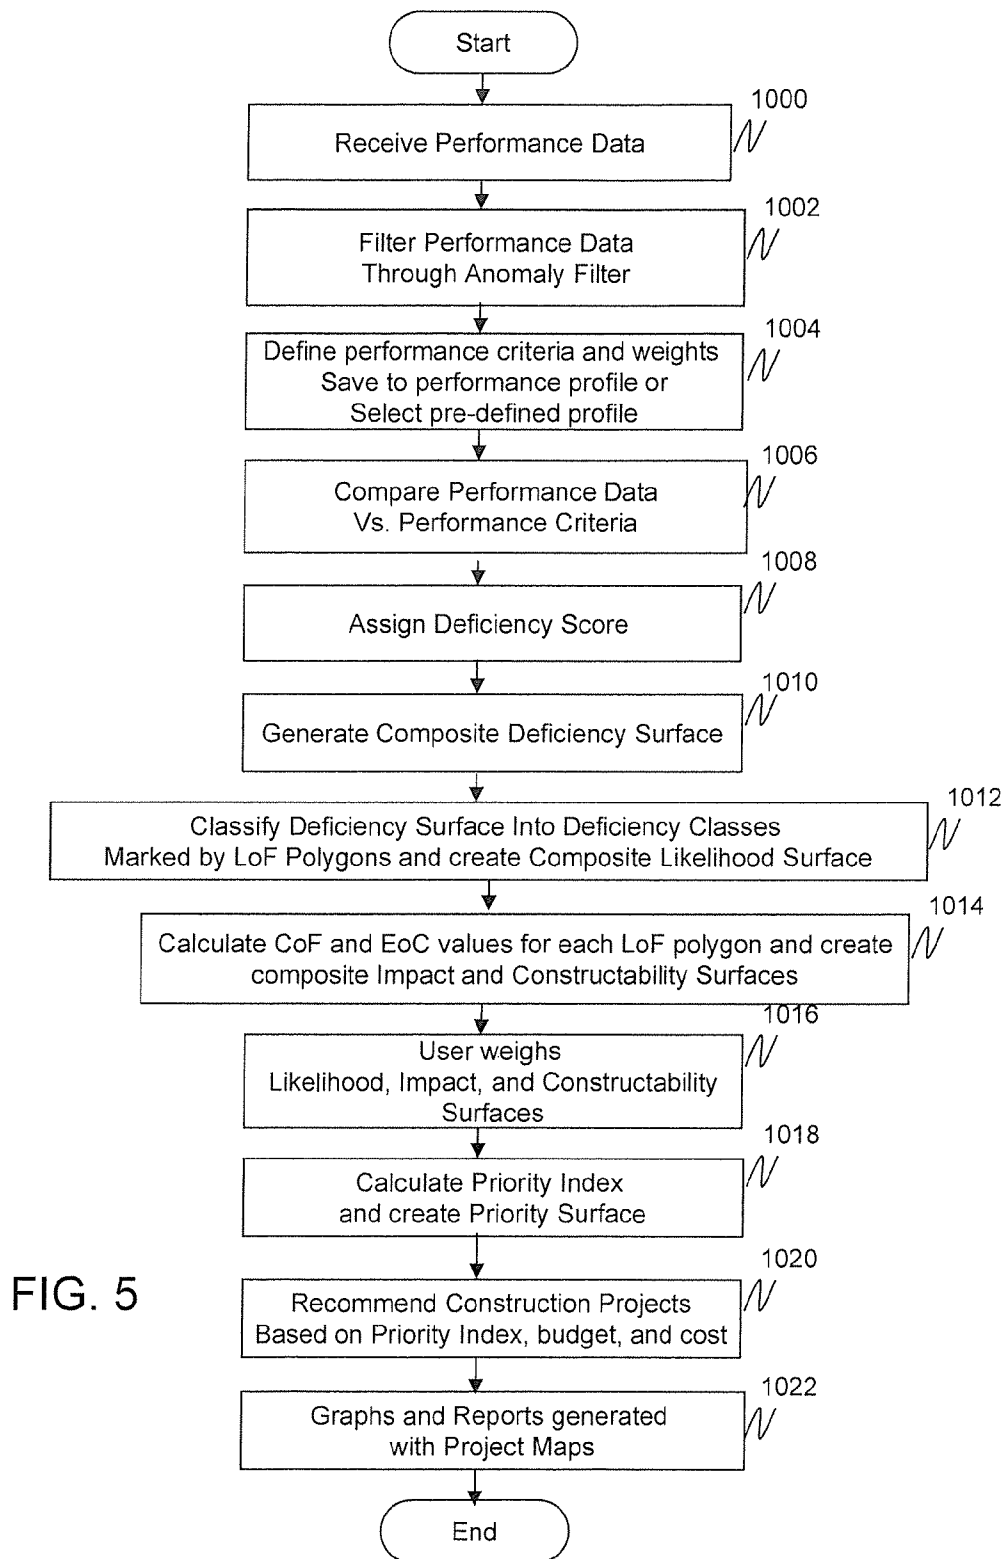 Start
1000
Receive Performance Data
1002
Filter Performance Data
Through Anomaly Filter
1004
Define performance criteria and weights
Save to performance profile or
Select pre-defined profile
1006
Compare Performance Data
Vs. Performance Criteria
1008
Assign Deficiency Score
1010
Generate Composite Deficiency Surface
1012
Classify Deficiency Surface Into Deficiency Classes
Marked by LoF Polygons and create Composite Likelihood Surface
1014
Calculate CoF and EoC values for each LoF polygon and create
composite Impact and Constructability Surfaces
1016
User weighs
Likelihood, Impact, and Constructability
Surfaces
1018
Calculate Priority Index
and create Priority Surface
FIG. 5
1020
Recommend Construction Projects
Based on Priority Index, budget, and cost
1022
Graphs and Reports generated
with Project Maps
End